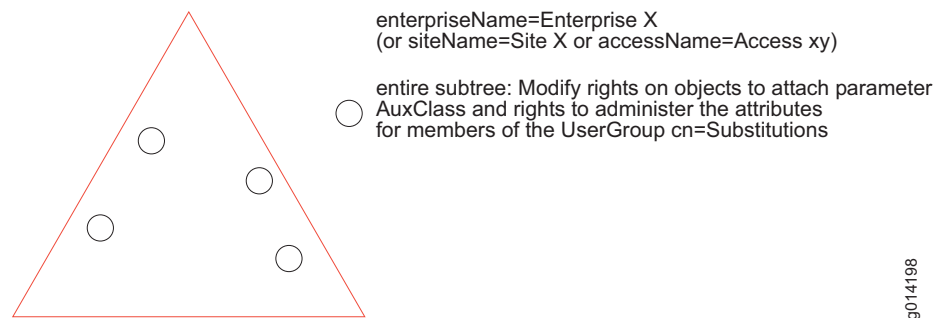 enterpriseName=Enterprise X
(or siteName=Site X or accessName=Access xy)
entire subtree: Modify rights on objects to attach parameter
AuxClass and rights to administer the attributes
for members of the UserGroup cn=Substitutions
g014198